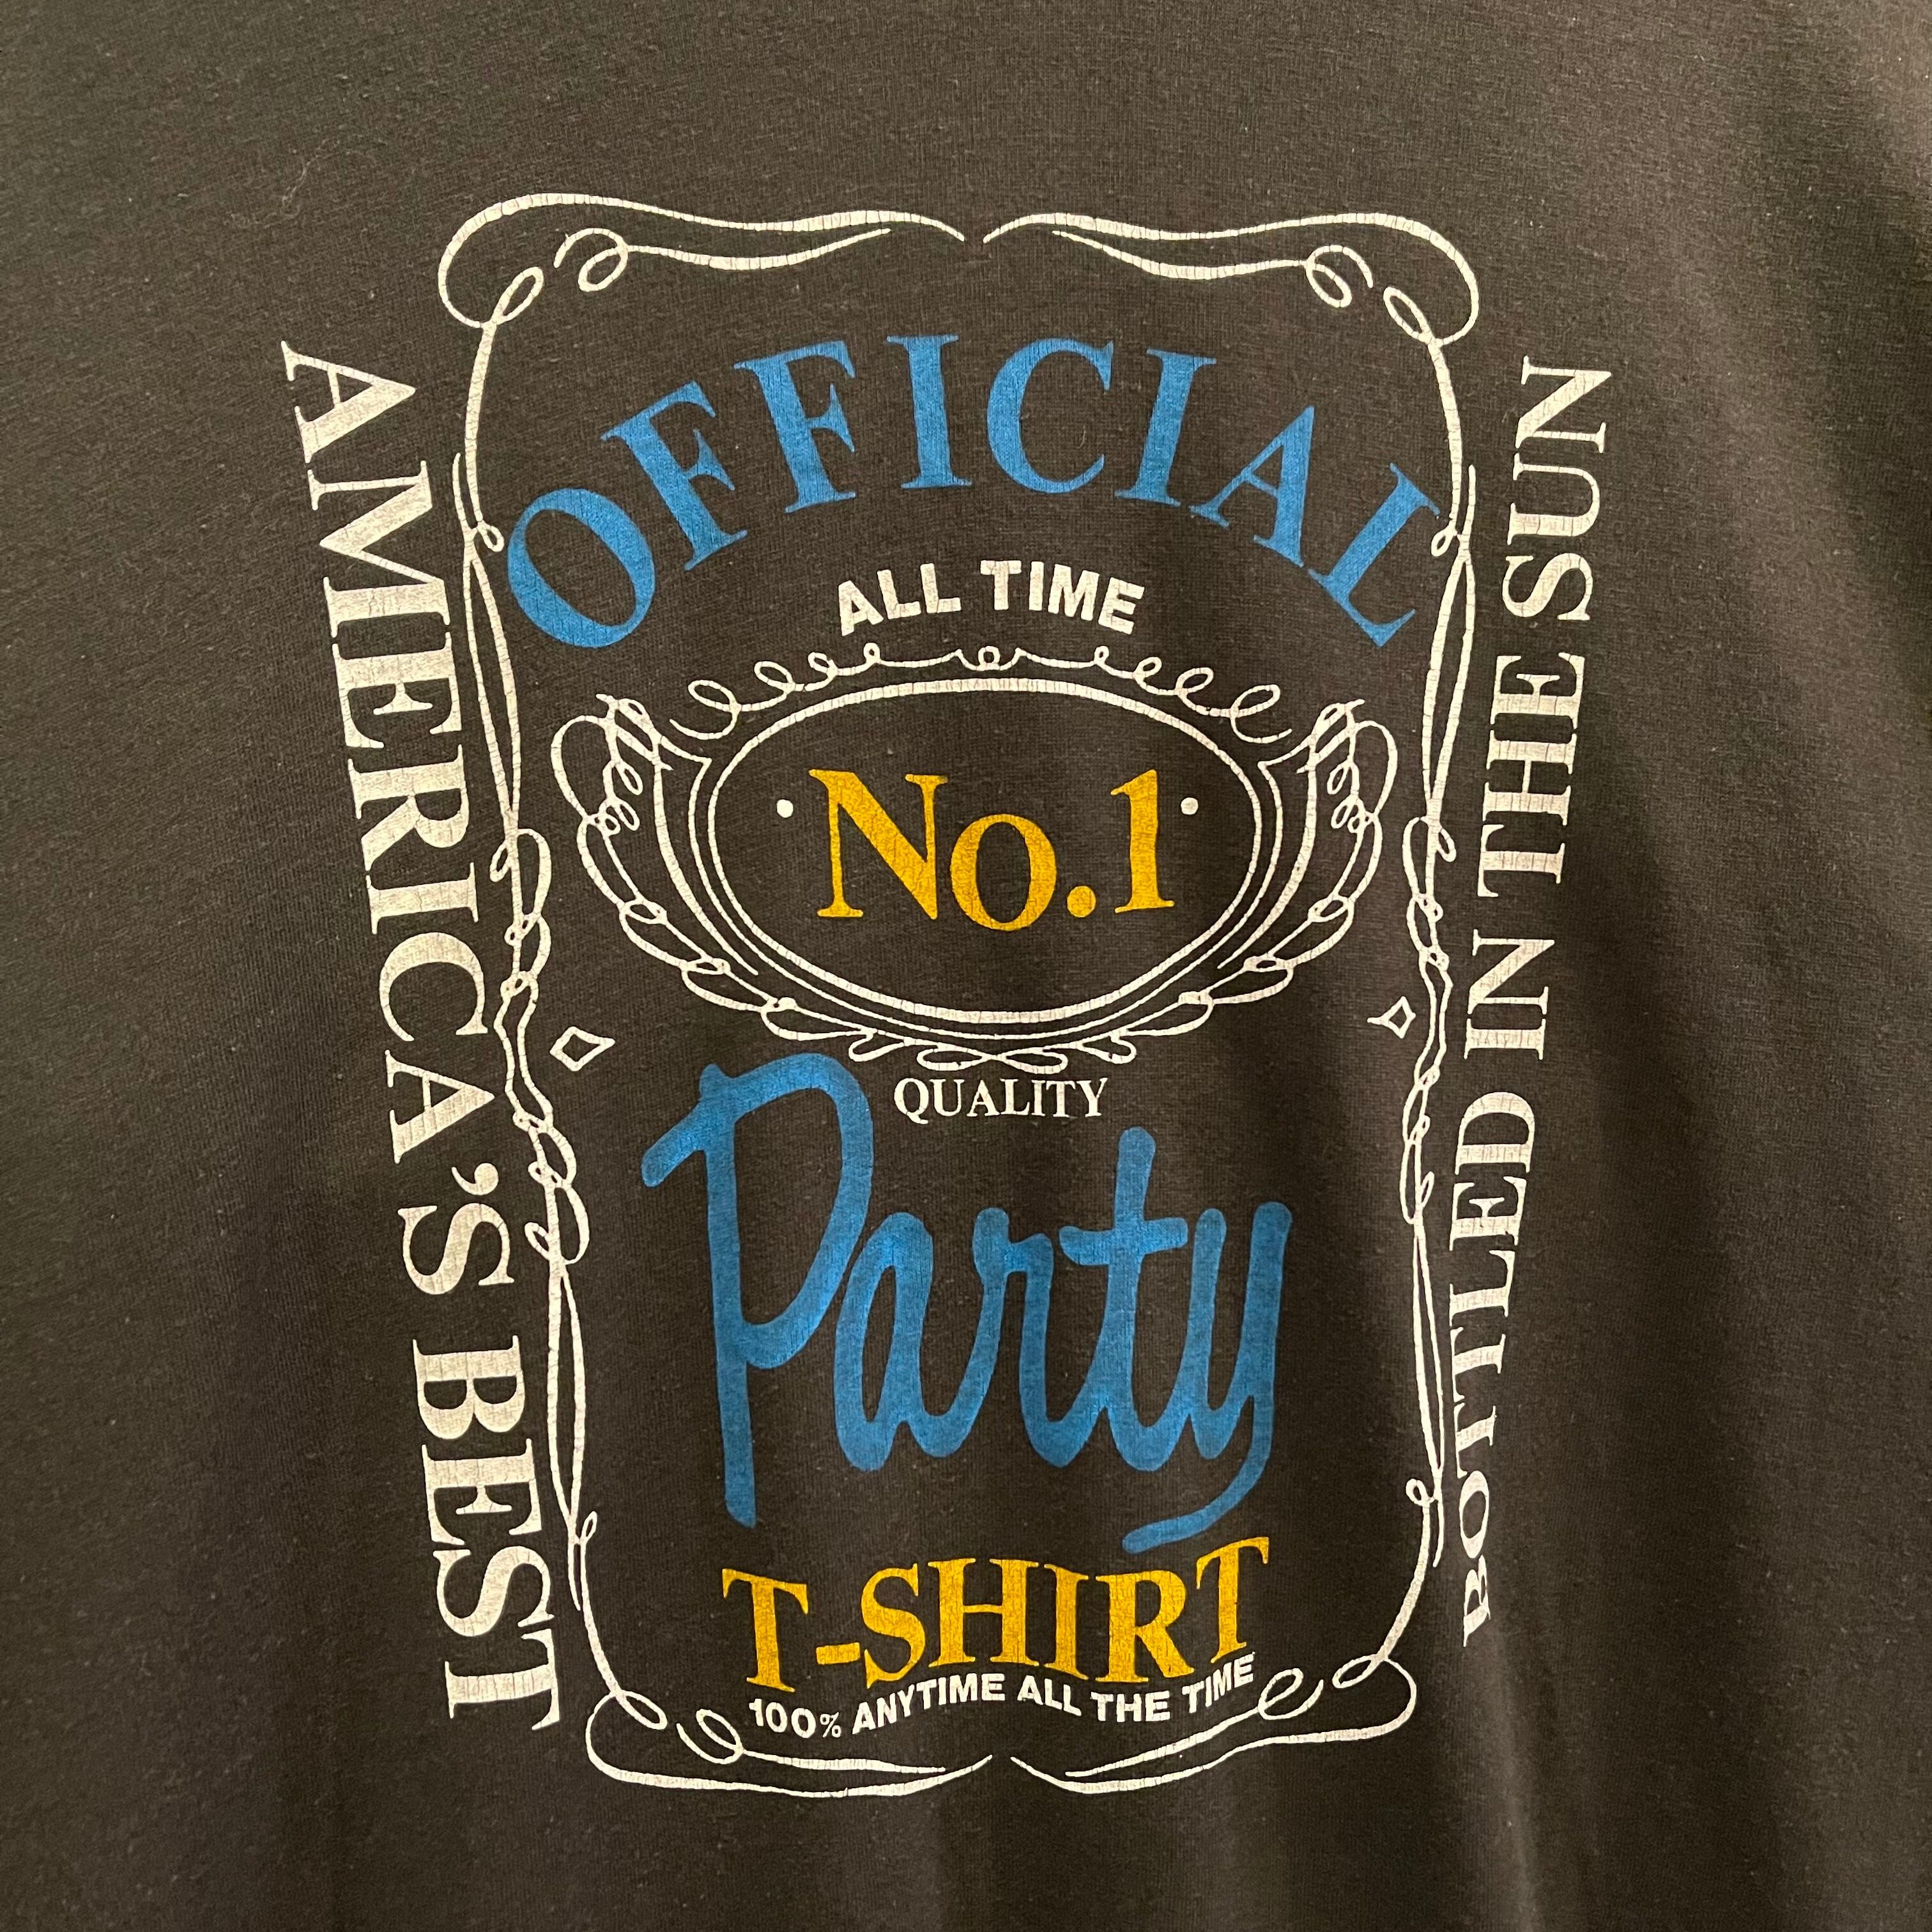 OFFICIAL
ALL TIME
No.1
QUALITY
Party
T-SHIRT
100% ANYTIME ALL THE TIME
AMERICA'S BEST
BOTTLED IN THE SUN